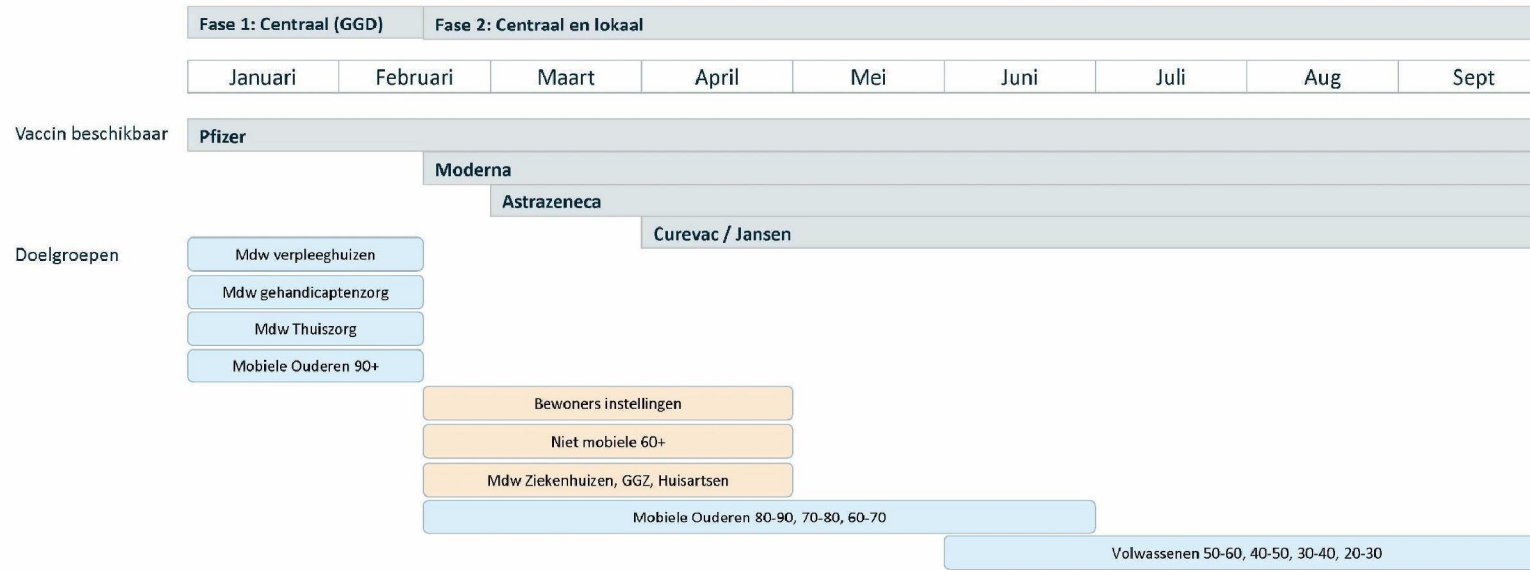 Fase 1: Centraal (GGD)
Fase 2: Centraal en lokaal
Januari
Februari
Maart
April
Mei
Juni
Juli
Aug
Sept
Vaccin beschikbaar
Pfizer
Moderna
Astrazeneca
Curevac / Jansen
Doelgroepen
Mdw verpleeghuizen
Mdw gehandicaptenzorg
Mdw Thuiszorg
Mobiele Ouderen 90+
Bewoners instellingen
Niet mobiele 60+
Mdw Ziekenhuizen, GGZ, Huisartsen
Mobiele Ouderen 80-90, 70-80, 60-70
Volwassenen 50-60, 40-50, 30-40, 20-30